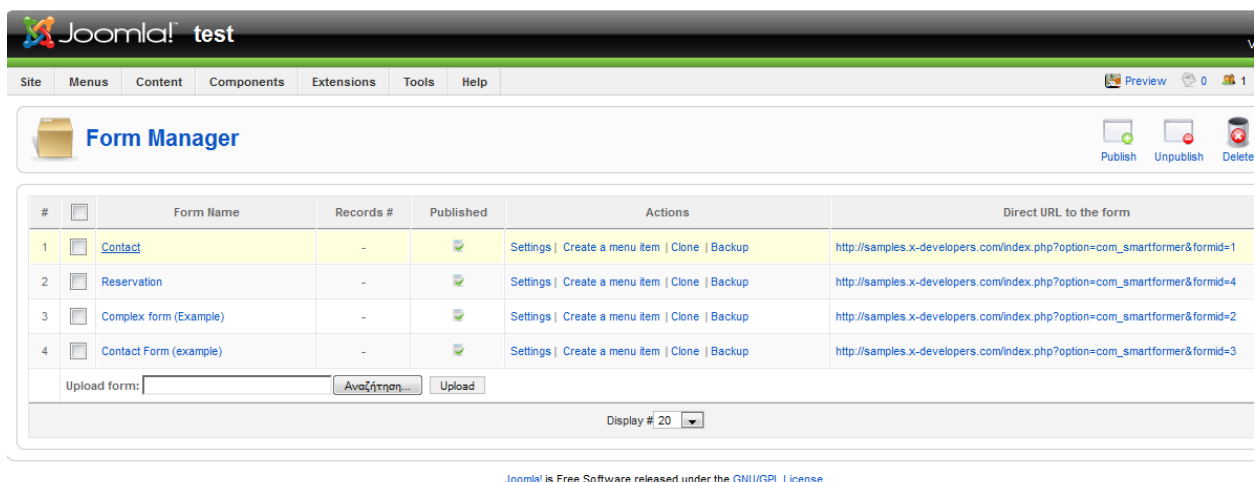 Joomla! test
Site Menus Content Components Extensions Tools Help Preview 0 1
Form Manager
Publish Unpublish Delete
# Form Name Records # Published Actions Direct URL to the form
1 Contact - Settings | Create a menu item | Clone | Backup http://samples.x-developers.com/index.php?option=com_smartformer&formid=1
2 Reservation - Settings | Create a menu item | Clone | Backup http://samples.x-developers.com/index.php?option=com_smartformer&formid=4
3 Complex form (Example) - Settings | Create a menu item | Clone | Backup http://samples.x-developers.com/index.php?option=com_smartformer&formid=2
4 Contact Form (example) - Settings | Create a menu item | Clone | Backup http://samples.x-developers.com/index.php?option=com_smartformer&formid=3
Upload form: Αναζήτηση... Upload
Display # 20
Joomla! is Free Software released under the GNU/GPL License